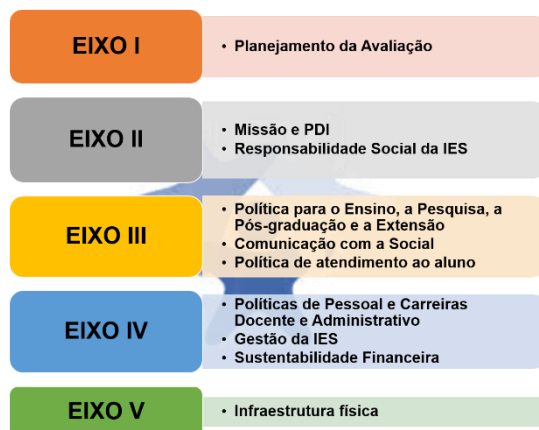 EIXO I
• Planejamento da Avaliação
EIXO II
• Missão e PDI
• Responsabilidade Social da IES
EIXO III
• Política para o Ensino, a Pesquisa, a
Pós-graduação e a Extensão
• Comunicação com a Social
• Política de atendimento ao aluno
EIXO IV
• Políticas de Pessoal e Carreiras
Docente e Administrativo
• Gestão da IES
• Sustentabilidade Financeira
EIXO V
• Infraestrutura física